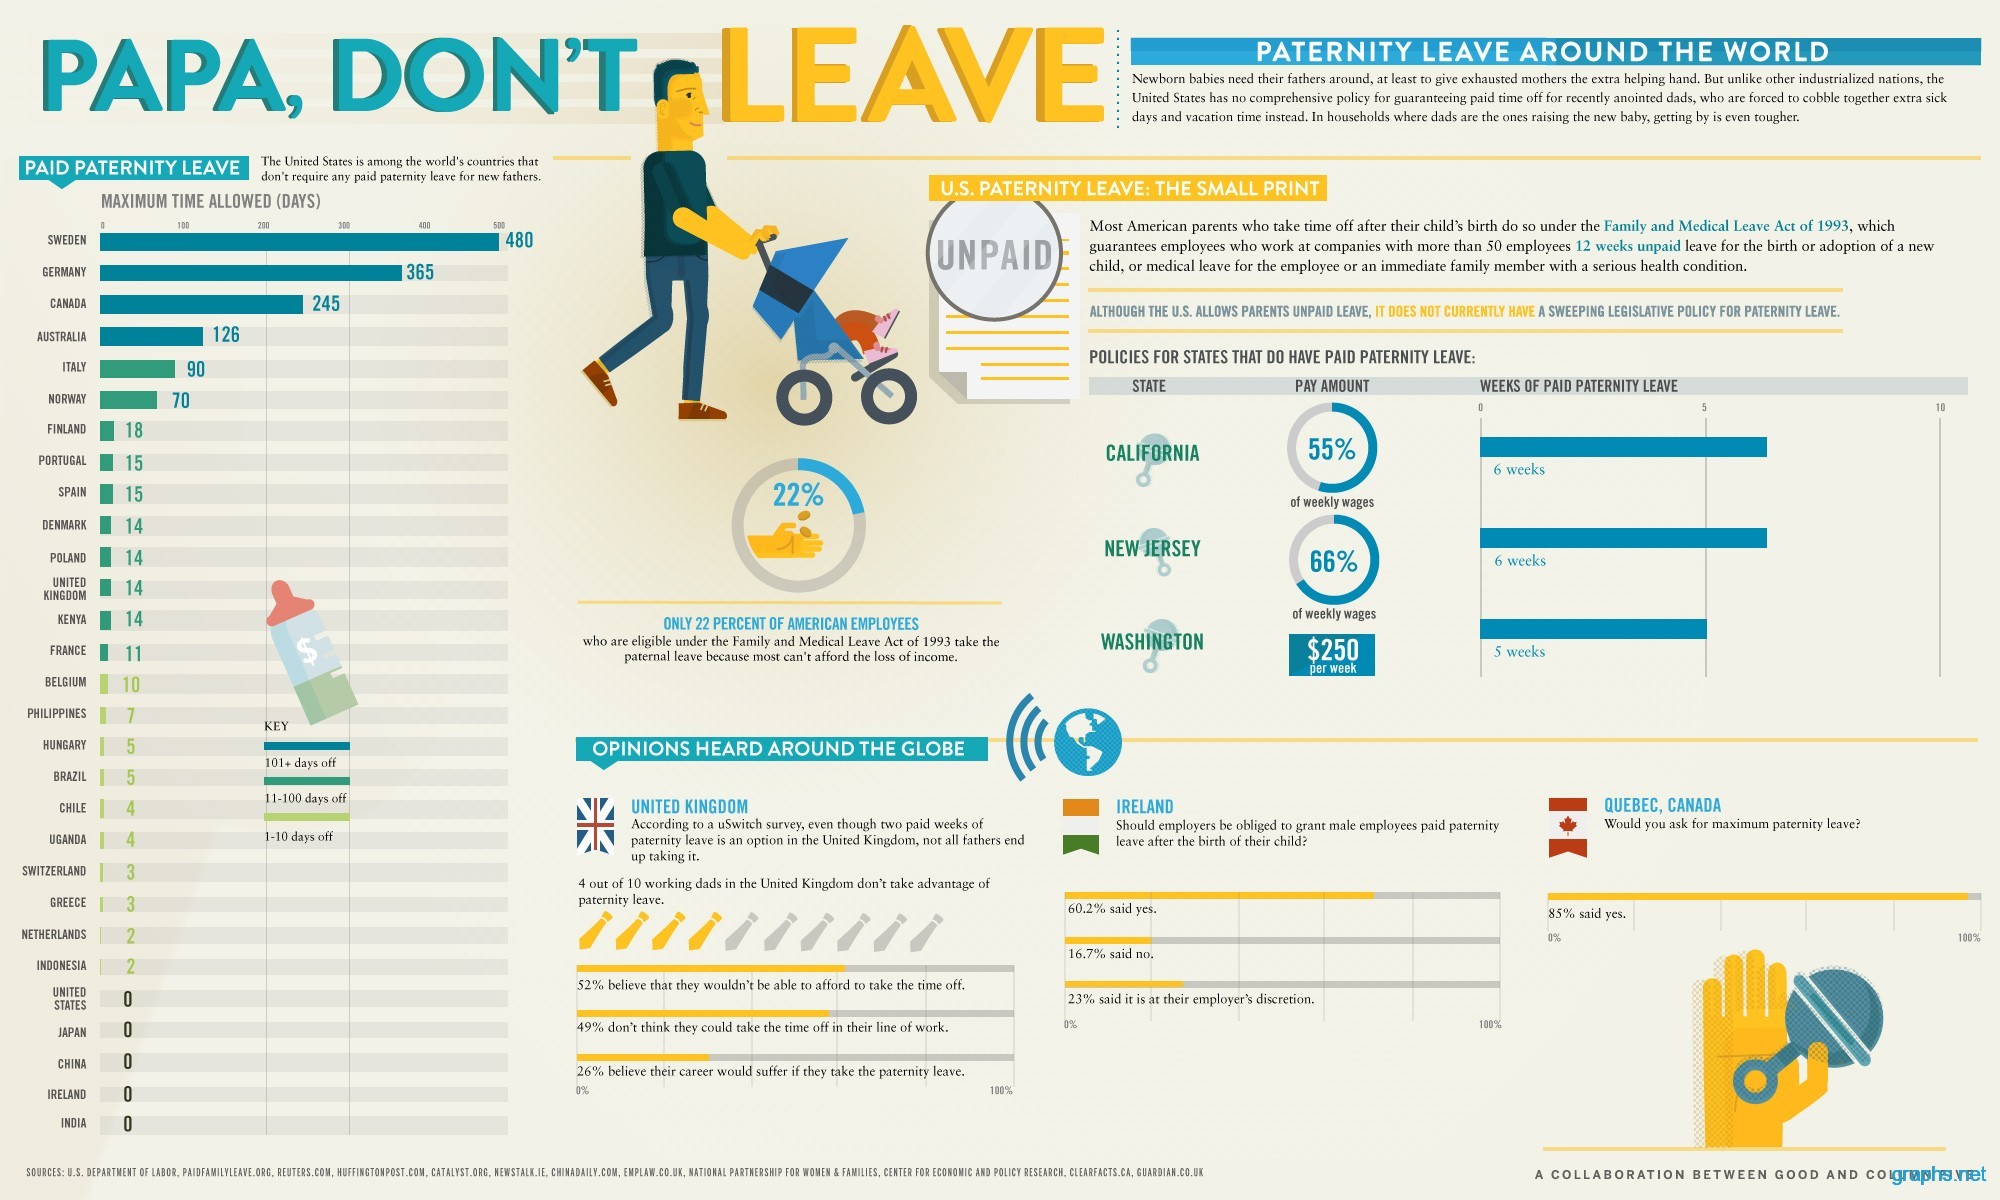 PAPA, DON'T LEAVE
PATERNITY LEAVE AROUND THE WORLD
Newborn babies need their fathers around, at least to give exhausted mothers the extra helping hand. But unlike other industrialized nations, the
United States has no comprehensive policy for guaranteeing paid time off for recently anointed dads, who are forced to cobble together extra sick
days and vacation time instead. In households where dads are the ones raising the new baby, getting by is even tougher.
PAID PATERNITY LEAVE
The United States is among the world's countries that
don't require any paid paternity leave for new fathers.
MAXIMUM TIME ALLOWED (DAYS)
0 100 200 300 400 500
SWEDEN 480
GERMANY 365
CANADA 245
AUSTRALIA 126
ITALY 90
NORWAY 70
FINLAND 18
PORTUGAL 15
SPAIN 15
DENMARK 14
POLAND 14
UNITED
KINGDOM 14
KENYA 14
FRANCE 11
BELGIUM 10
PHILIPPINES 7
HUNGARY 5
BRAZIL 5
CHILE 4
UGANDA 4
SWITZERLAND 3
GREECE 3
NETHERLANDS 2
INDONESIA 2
UNITED
STATES 0
JAPAN 0
CHINA 0
IRELAND 0
INDIA 0
$
KEY
101+ days off
11-100 days off
1-10 days off
22%
ONLY 22 PERCENT OF AMERICAN EMPLOYEES
who are eligible under the Family and Medical Leave Act of 1993 take the
paternal leave because most can't afford the loss of income.
U.S. PATERNITY LEAVE: THE SMALL PRINT
UNPAID
Most American parents who take time off after their child's birth do so under the Family and Medical Leave Act of 1993, which
guarantees employees who work at companies with more than 50 employees 12 weeks unpaid leave for the birth or adoption of a new
child, or medical leave for the employee or an immediate family member with a serious health condition.
ALTHOUGH THE U.S. ALLOWS PARENTS UNPAID LEAVE, IT DOES NOT CURRENTLY HAVE A SWEEPING LEGISLATIVE POLICY FOR PATERNITY LEAVE.
POLICIES FOR STATES THAT DO HAVE PAID PATERNITY LEAVE:
STATE PAY AMOUNT WEEKS OF PAID PATERNITY LEAVE
0 5 10
CALIFORNIA 55%
of weekly wages
6 weeks
NEW JERSEY 66%
of weekly wages
6 weeks
WASHINGTON $250
per week
5 weeks
OPINIONS HEARD AROUND THE GLOBE
UNITED KINGDOM
According to a uSwitch survey, even though two paid weeks of
paternity leave is an option in the United Kingdom, not all fathers end
up taking it.
4 out of 10 working dads in the United Kingdom don't take advantage of
paternity leave.
52% believe that they wouldn't be able to afford to take the time off.
49% don't think they could take the time off in their line of work.
26% believe their career would suffer if they take the paternity leave.
0% 100%
IRELAND
Should employers be obliged to grant male employees paid paternity
leave after the birth of their child?
60.2% said yes.
16.7% said no.
23% said it is at their employer's discretion.
0% 100%
QUEBEC, CANADA
Would you ask for maximum paternity leave?
85% said yes.
0% 100%
SOURCES: U.S. DEPARTMENT OF LABOR, PAIDFAMILYLEAVE.ORG, REUTERS.COM, HUFFINGTONPOST.COM, CATALYST.ORG, NEWSTALK.IE, CHINADAILY.COM, EMPLAW.CO.UK, NATIONAL PARTNERSHIP FOR WOMEN & FAMILIES, CENTER FOR ECONOMIC AND POLICY RESEARCH, CLEARFACTS.CA, GUARDIAN.CO.UK
A COLLABORATION BETWEEN GOOD AND
graphs.net